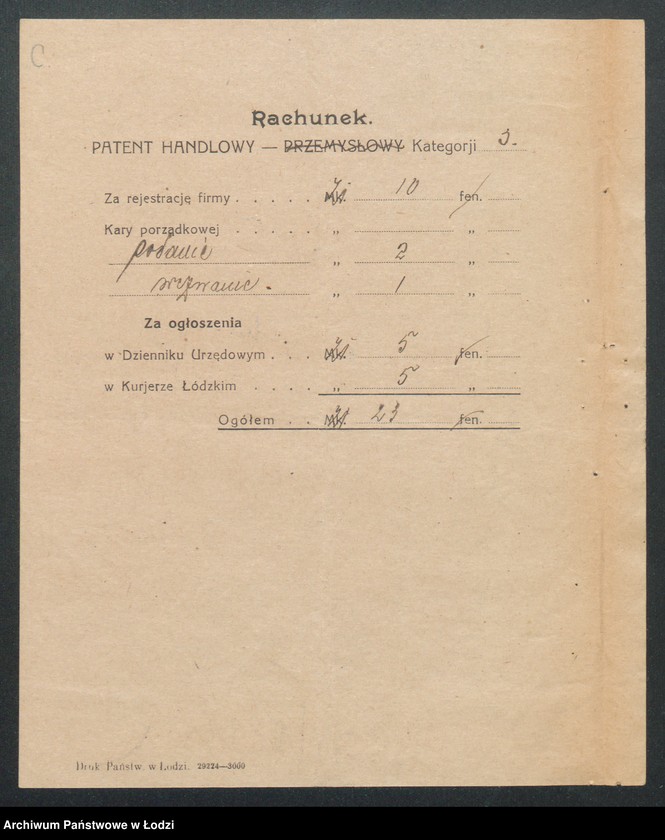 C.
Rachunek.
PATENT HANDLOWY — PRZEMYSŁOWY Kategorji 3.
Za rejestrację firmy . . . . . zł. 10 fen.
Kary porządkowej . . . . . „ „
podanie „ 2 „
wezwanie. „ 1 „
Za ogłoszenia
w Dzienniku Urzędowym . . . zł. 5 fen.
w Kurjerze Łódzkim . . . . „ 5 „
Ogółem . . zł. 23 fen.
Druk Państw. w Łodzi. 29224—3000
Archiwum Państwowe w Łodzi